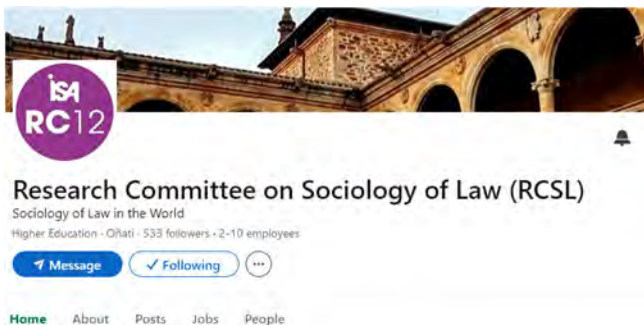 iSA
RC12
Research Committee on Sociology of Law (RCSL)
Sociology of Law in the World
Higher Education · Oñati · 533 followers · 2-10 employees
Message
✓ Following
Home About Posts Jobs People